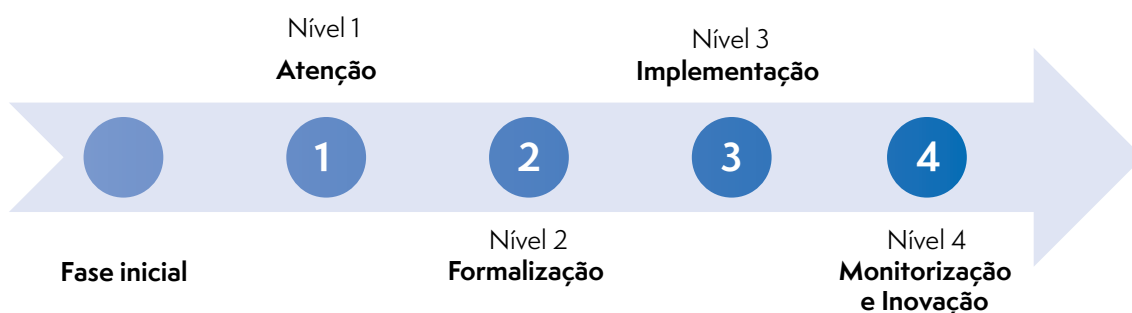 Nível 1
Atenção
Nível 3
Implementação
1
2
3
4
Fase inicial
Nível 2
Formalização
Nível 4
Monitorização
e Inovação